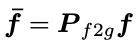 f̄ = P_{f2g} f